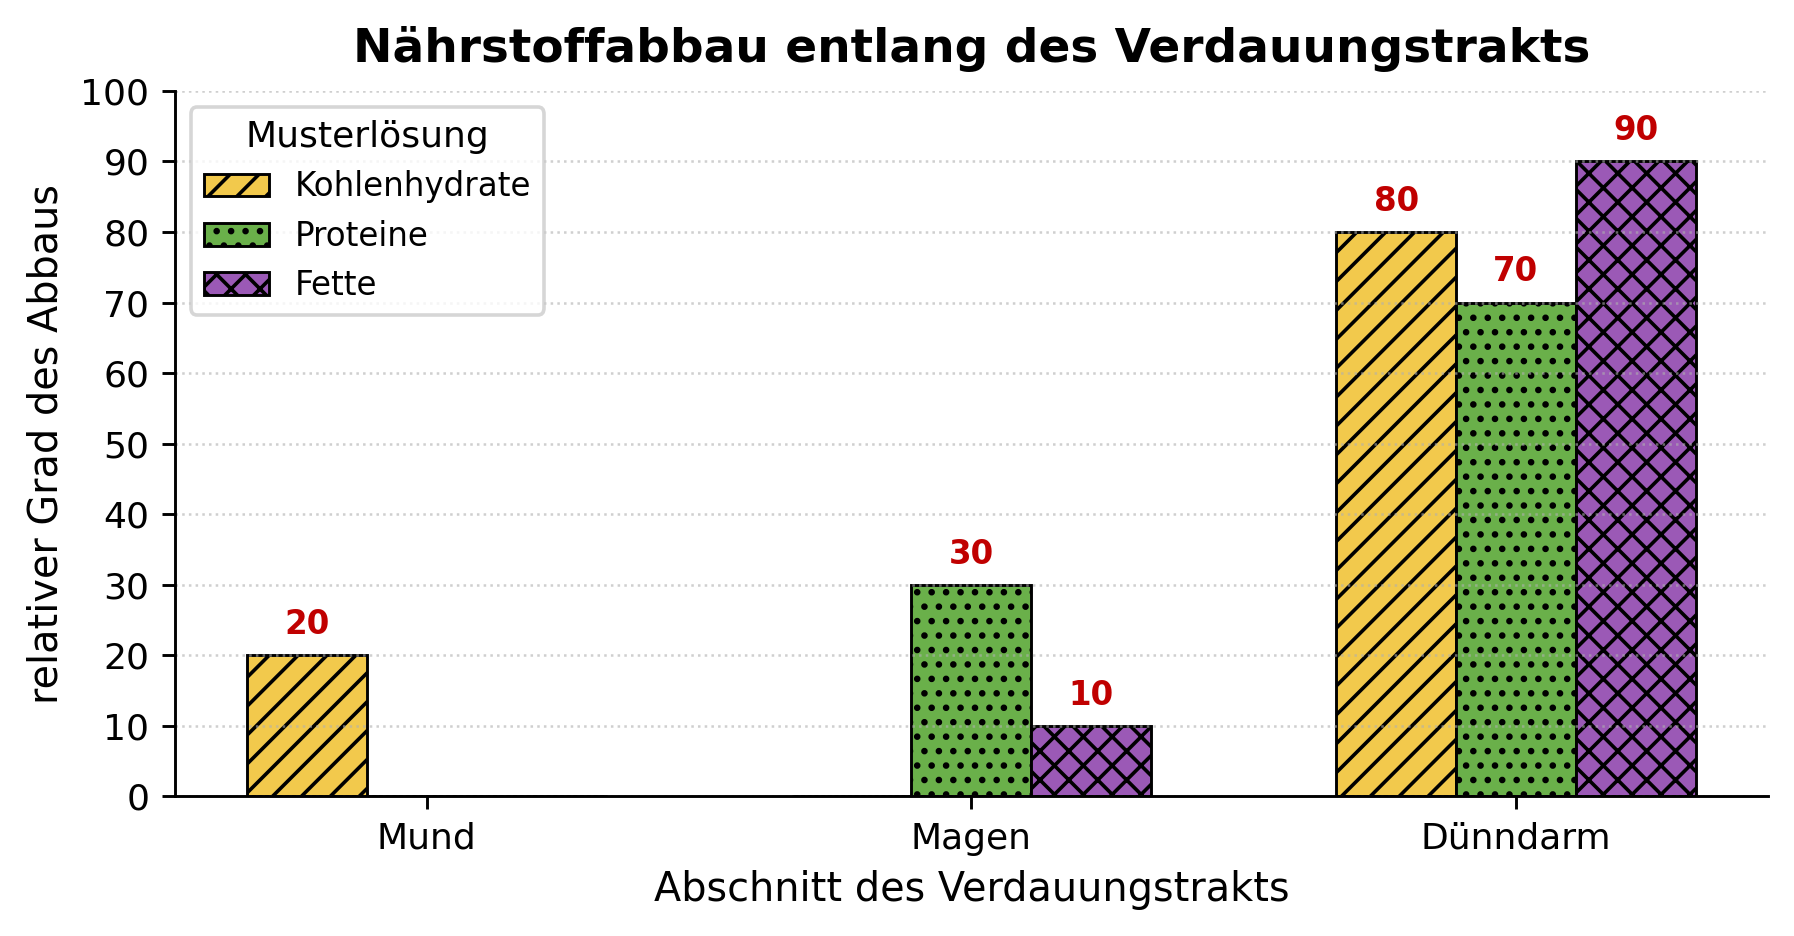 Nährstoffabbau entlang des Verdauungstrakts
relativer Grad des Abbaus
100
90
80
70
60
50
40
30
20
10
0
Musterlösung
Kohlenhydrate
Proteine
Fette
20
30
10
80
70
90
Mund
Magen
Dünndarm
Abschnitt des Verdauungstrakts